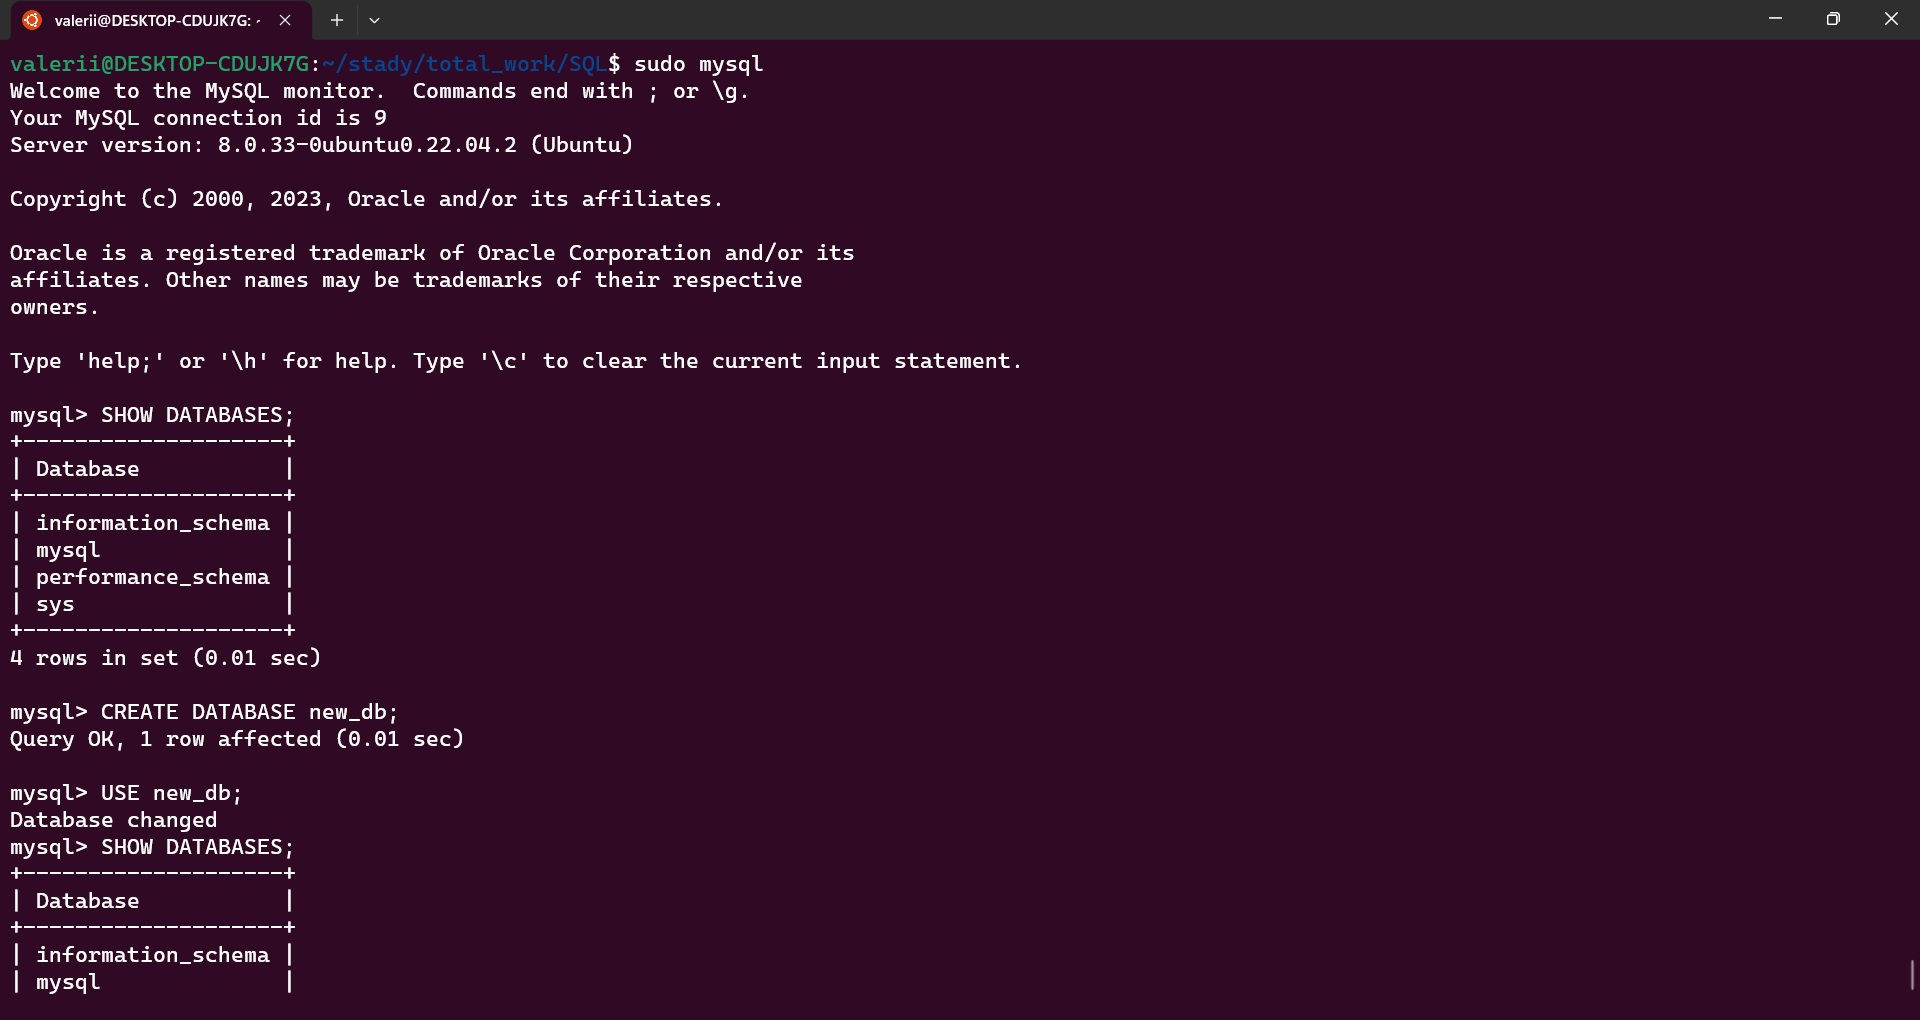 valerii@DESKTOP-CDUJK7G: ~
valerii@DESKTOP-CDUJK7G:~/stady/total_work/SQL$ sudo mysql
Welcome to the MySQL monitor.  Commands end with ; or \g.
Your MySQL connection id is 9
Server version: 8.0.33-0ubuntu0.22.04.2 (Ubuntu)

Copyright (c) 2000, 2023, Oracle and/or its affiliates.

Oracle is a registered trademark of Oracle Corporation and/or its
affiliates. Other names may be trademarks of their respective
owners.

Type 'help;' or '\h' for help. Type '\c' to clear the current input statement.

mysql> SHOW DATABASES;
+--------------------+
| Database           |
+--------------------+
| information_schema |
| mysql              |
| performance_schema |
| sys                |
+--------------------+
4 rows in set (0.01 sec)

mysql> CREATE DATABASE new_db;
Query OK, 1 row affected (0.01 sec)

mysql> USE new_db;
Database changed
mysql> SHOW DATABASES;
+--------------------+
| Database           |
+--------------------+
| information_schema |
| mysql              |